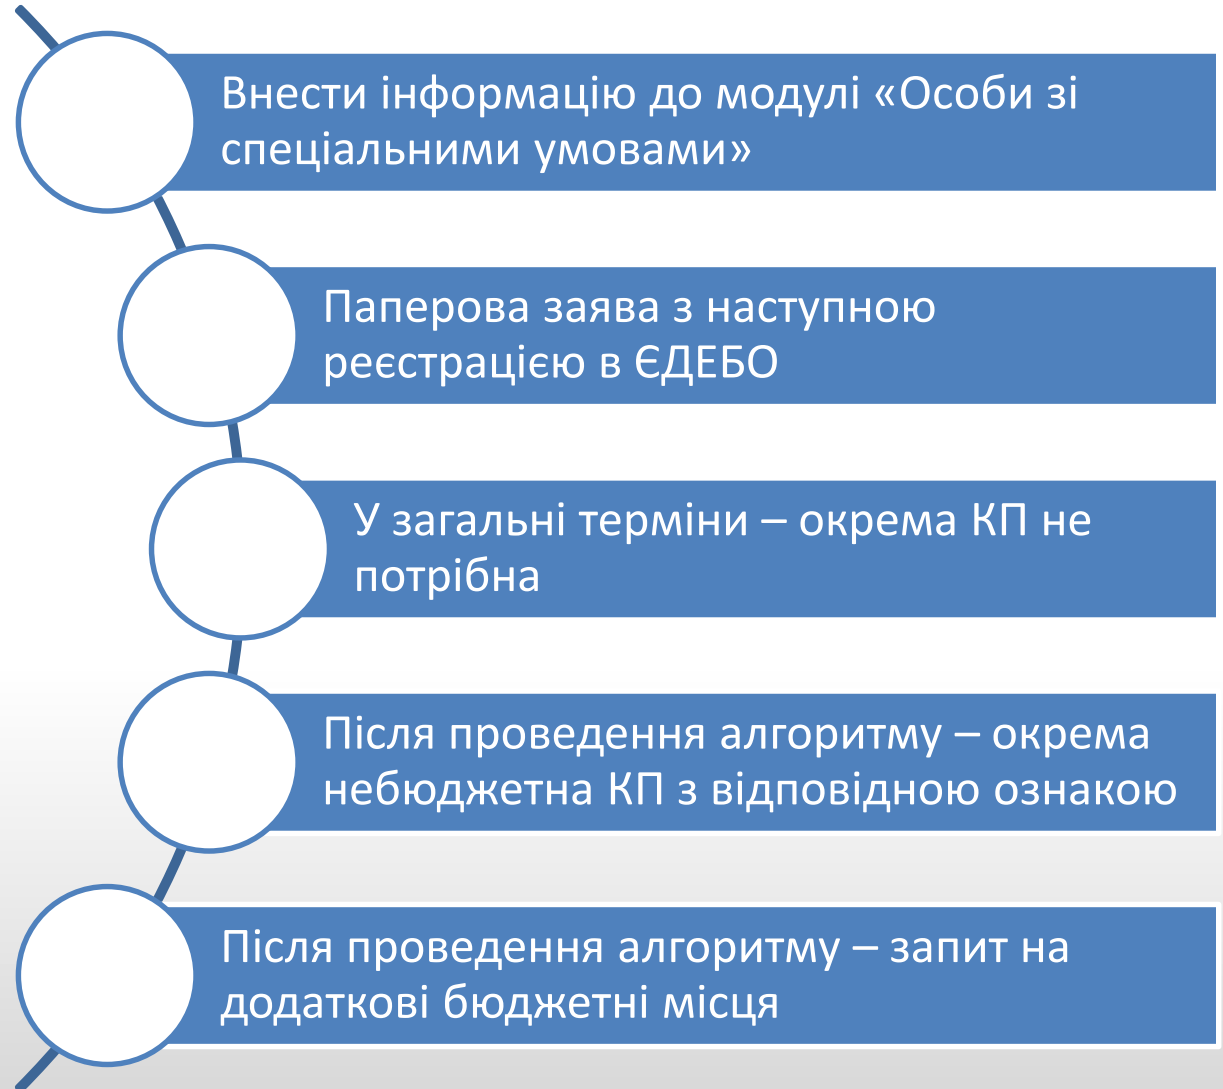 Внести інформацію до модулі «Особи зі
спеціальними умовами»
Паперова заява з наступною
реєстрацією в ЄДЕБО
У загальні терміни – окрема КП не
потрібна
Після проведення алгоритму – окрема
небюджетна КП з відповідною ознакою
Після проведення алгоритму – запит на
додаткові бюджетні місця